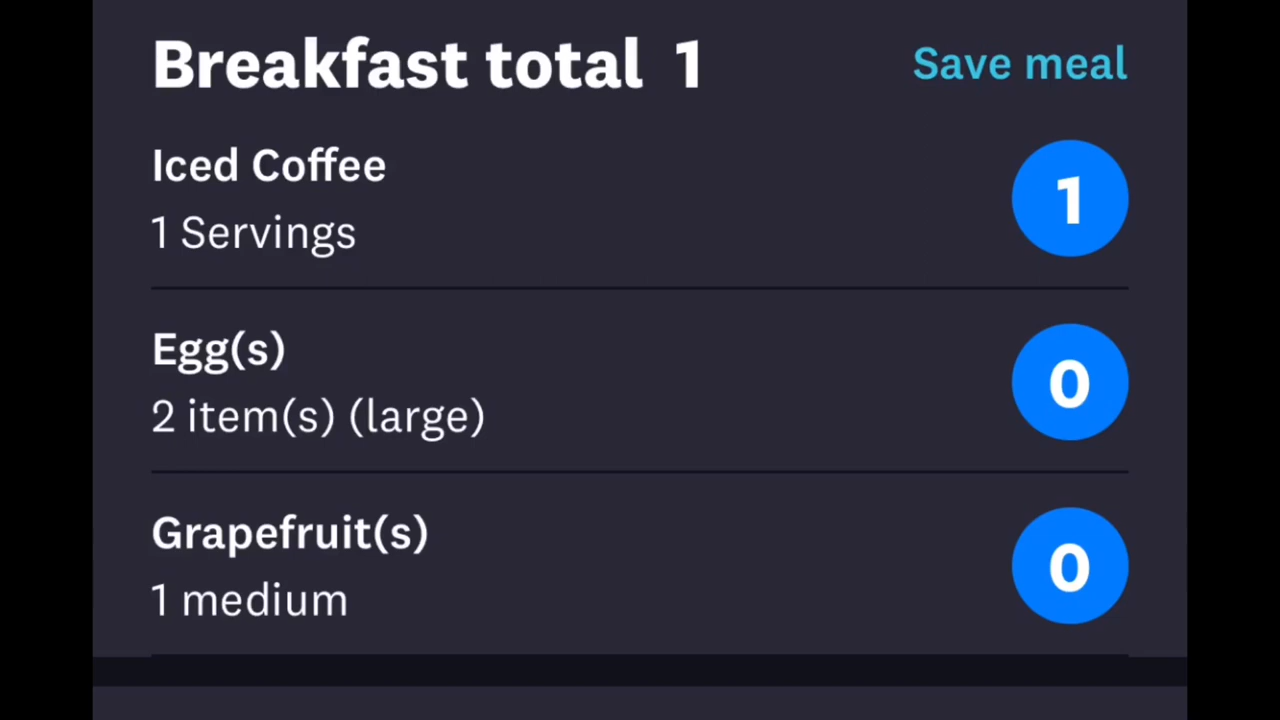 Breakfast total 1
Save meal
Iced Coffee
1 Servings
1
Egg(s)
2 item(s) (large)
0
Grapefruit(s)
1 medium
0